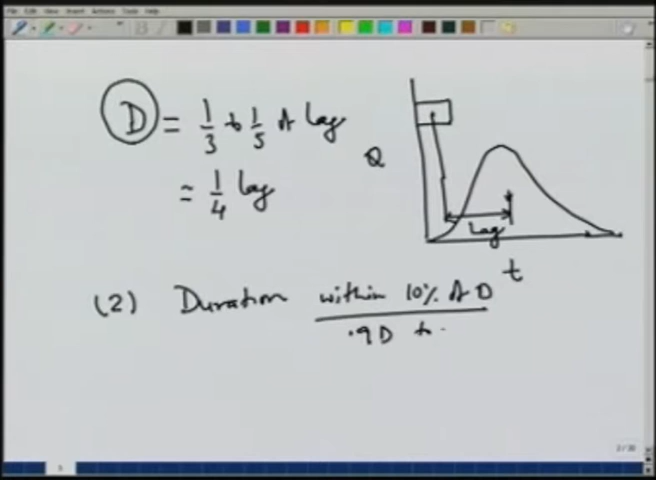 D = 1/3 to 1/5 of lag
≈ 1/4 lag
Q
Lag
t
(2) Duration within 10% of D
.9D to